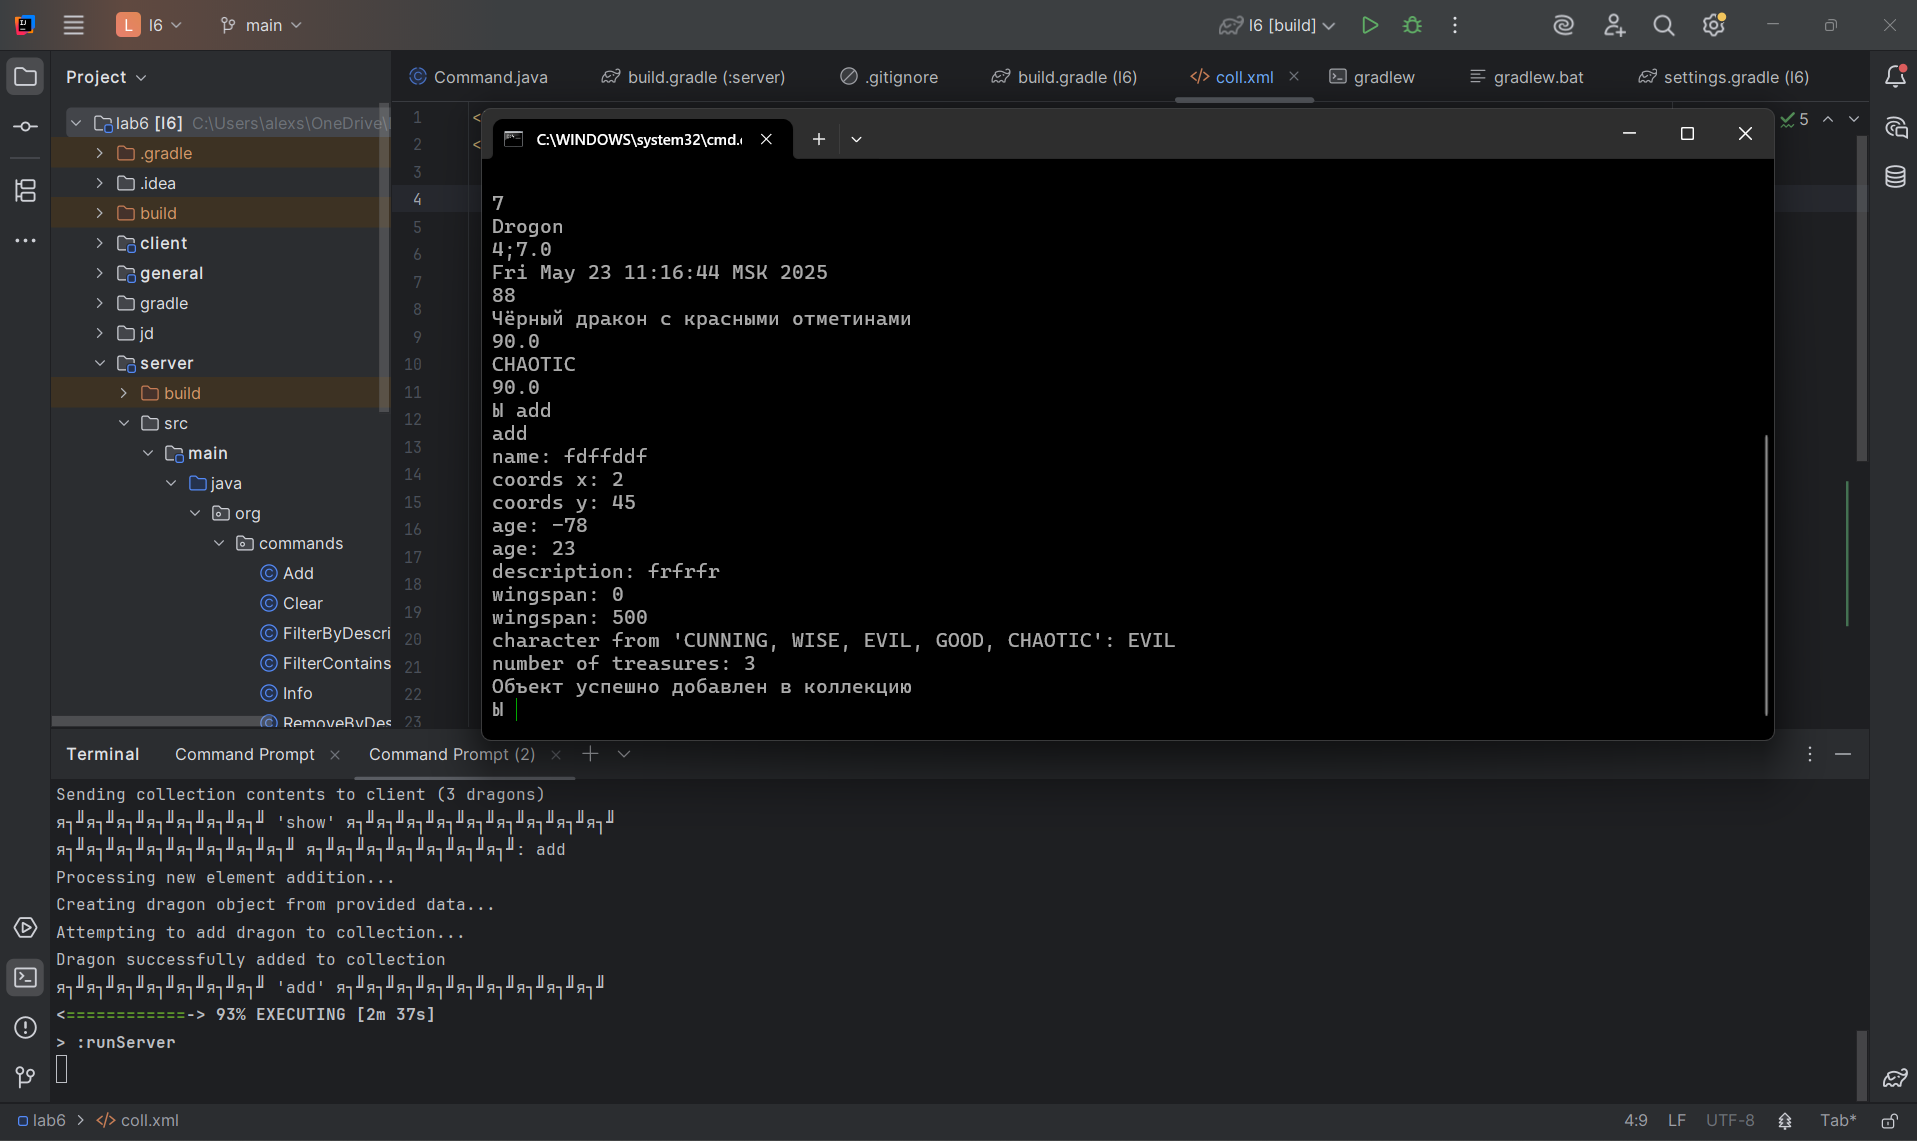 L l6 main l6 [build]
Project
Command.java build.gradle (:server) .gitignore build.gradle (l6) coll.xml gradlew gradlew.bat settings.gradle (l6)
lab6 [l6] C:\Users\alexs\OneDrive\
.gradle
.idea
build
client
general
gradle
jd
server
build
src
main
java
org
commands
Add
Clear
FilterByDescri
FilterContains
Info
RemoveByDes
1
2
3
4
5
6
7
8
9
10
11
12
13
14
15
16
17
18
19
20
21
22
23
<
<
5
C:\WINDOWS\system32\cmd.
7
Drogon
4;7.0
Fri May 23 11:16:44 MSK 2025
88
Чёрный дракон с красными отметинами
90.0
CHAOTIC
90.0
Ы add
add
name: fdffddf
coords x: 2
coords y: 45
age: -78
age: 23
description: frfrfr
wingspan: 0
wingspan: 500
character from 'CUNNING, WISE, EVIL, GOOD, CHAOTIC': EVIL
number of treasures: 3
Объект успешно добавлен в коллекцию
Ы
Terminal Command Prompt Command Prompt (2)
Sending collection contents to client (3 dragons)
я┐╜я┐╜я┐╜я┐╜я┐╜я┐╜я┐╜ 'show' я┐╜я┐╜я┐╜я┐╜я┐╜я┐╜я┐╜я┐╜я┐╜
я┐╜я┐╜я┐╜я┐╜я┐╜я┐╜я┐╜я┐╜ я┐╜я┐╜я┐╜я┐╜я┐╜я┐╜я┐╜: add
Processing new element addition...
Creating dragon object from provided data...
Attempting to add dragon to collection...
Dragon successfully added to collection
я┐╜я┐╜я┐╜я┐╜я┐╜я┐╜я┐╜ 'add' я┐╜я┐╜я┐╜я┐╜я┐╜я┐╜я┐╜я┐╜я┐╜
<============-> 93% EXECUTING [2m 37s]
> :runServer
lab6 > coll.xml 4:9 LF UTF-8 Tab*